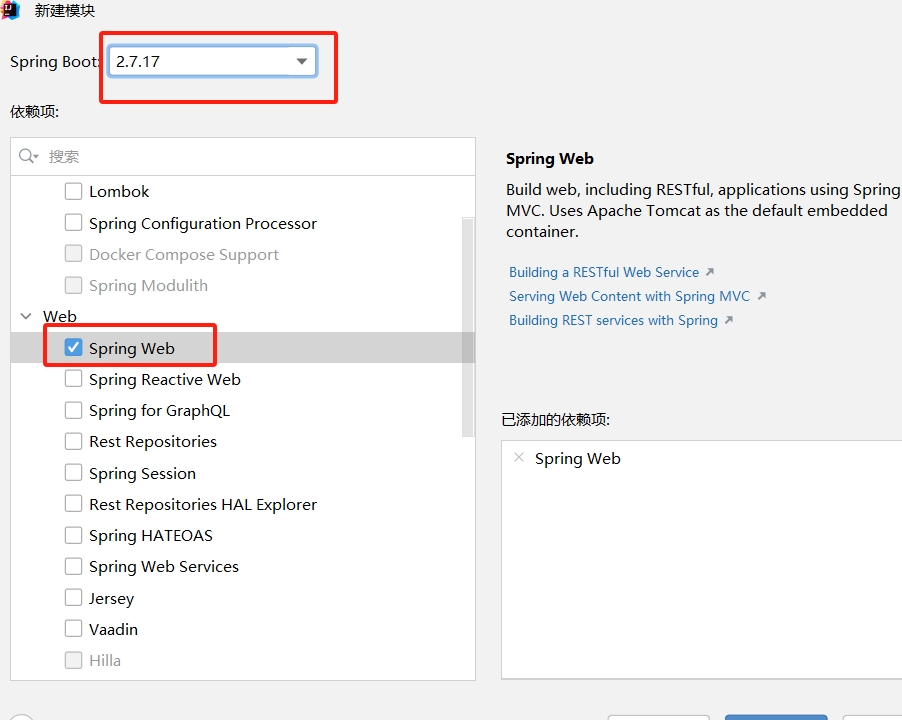 新建模块
Spring Boot: 2.7.17
依赖项:
搜索
Lombok
Spring Configuration Processor
Docker Compose Support
Spring Modulith
Web
Spring Web
Spring Reactive Web
Spring for GraphQL
Rest Repositories
Spring Session
Rest Repositories HAL Explorer
Spring HATEOAS
Spring Web Services
Jersey
Vaadin
Hilla
Spring Web
Build web, including RESTful, applications using Spring
MVC. Uses Apache Tomcat as the default embedded
container.
Building a RESTful Web Service
Serving Web Content with Spring MVC
Building REST services with Spring
已添加的依赖项:
Spring Web